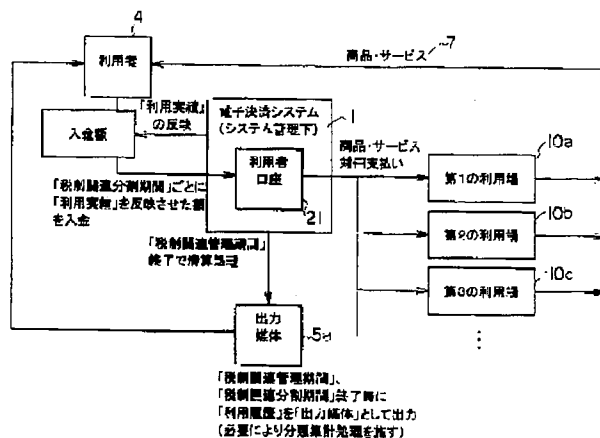 4
利用者
商品・サービス
7
「利用実績」
の反映
入金額
電子決済システム
(システム管理下)
1
利用者
口座
21
商品・サービス
対価支払い
10a
第1の利用場
10b
第2の利用場
10c
第3の利用場
「税制関連分割期間」ごとに
「利用実績」を反映させた額
を入金
「税制関連管理期間」
終了で清算処理
出力
媒体
5a
「税制関連管理期間」、
「税制関連分割期間」終了時に
「利用履歴」を「出力媒体」として出力
(必要により分類集計処理を施す)